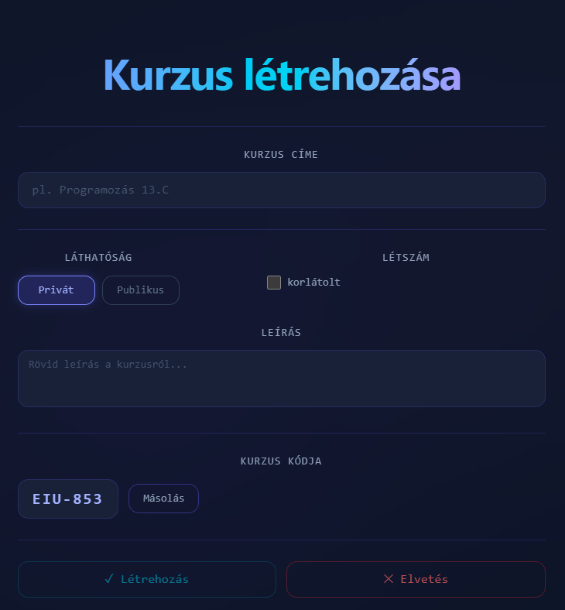 Kurzus létrehozása
KURZUS CÍME
pl. Programozás 13.C
LÁTHATÓSÁG
LÉTSZÁM
Privát
Publikus
korlátolt
LEÍRÁS
Rövid leírás a kurzusról...
KURZUS KÓDJA
EIU-853
Másolás
✓ Létrehozás
✕ Elvetés